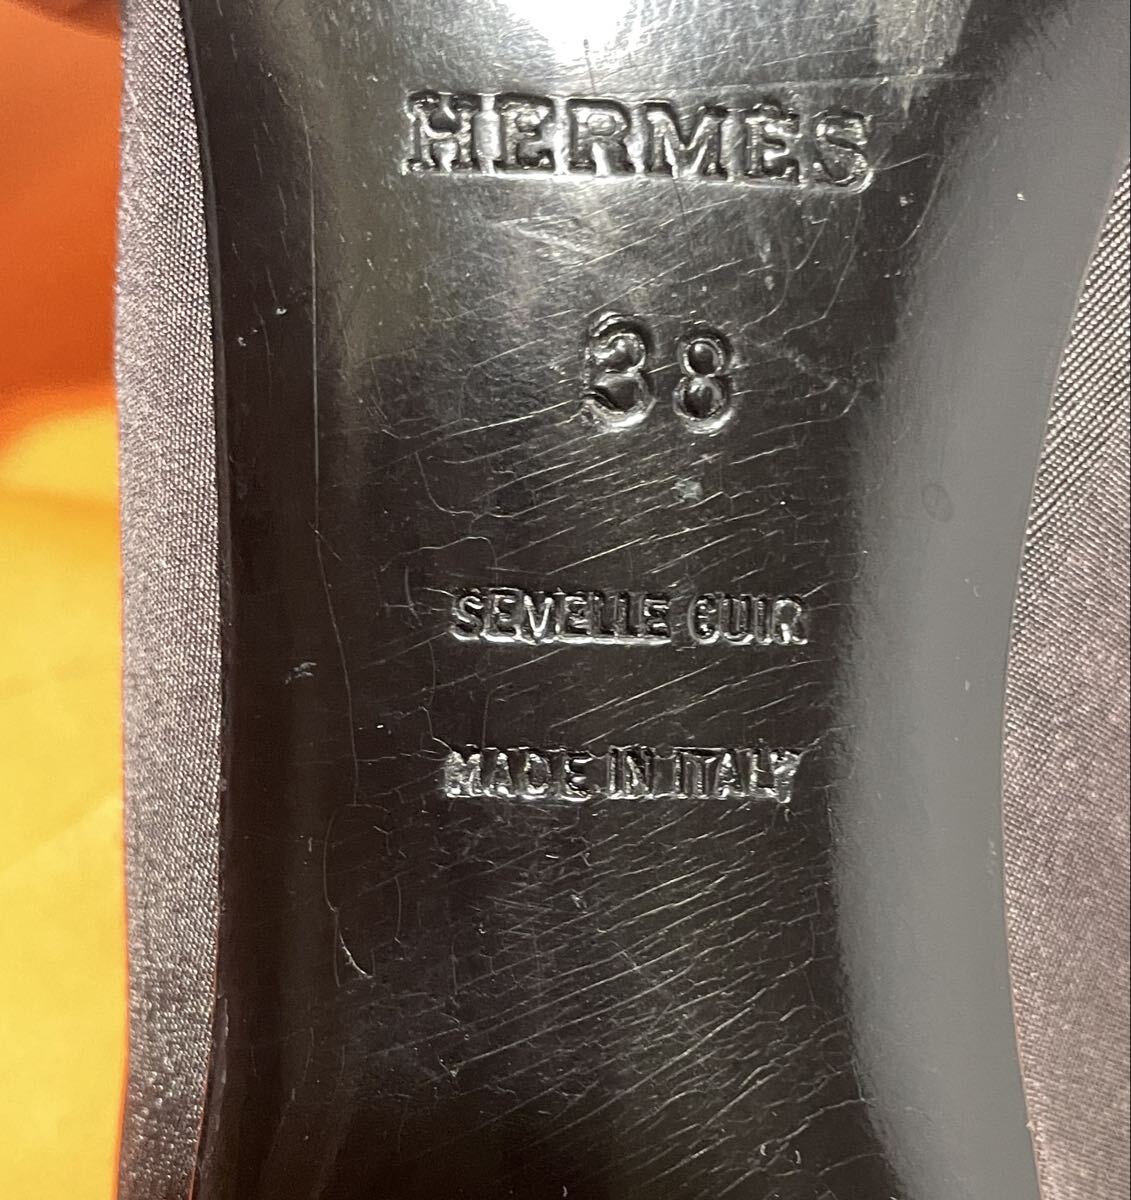 HERMÈS
38
SEMELLE CUIR
MADE IN ITALY